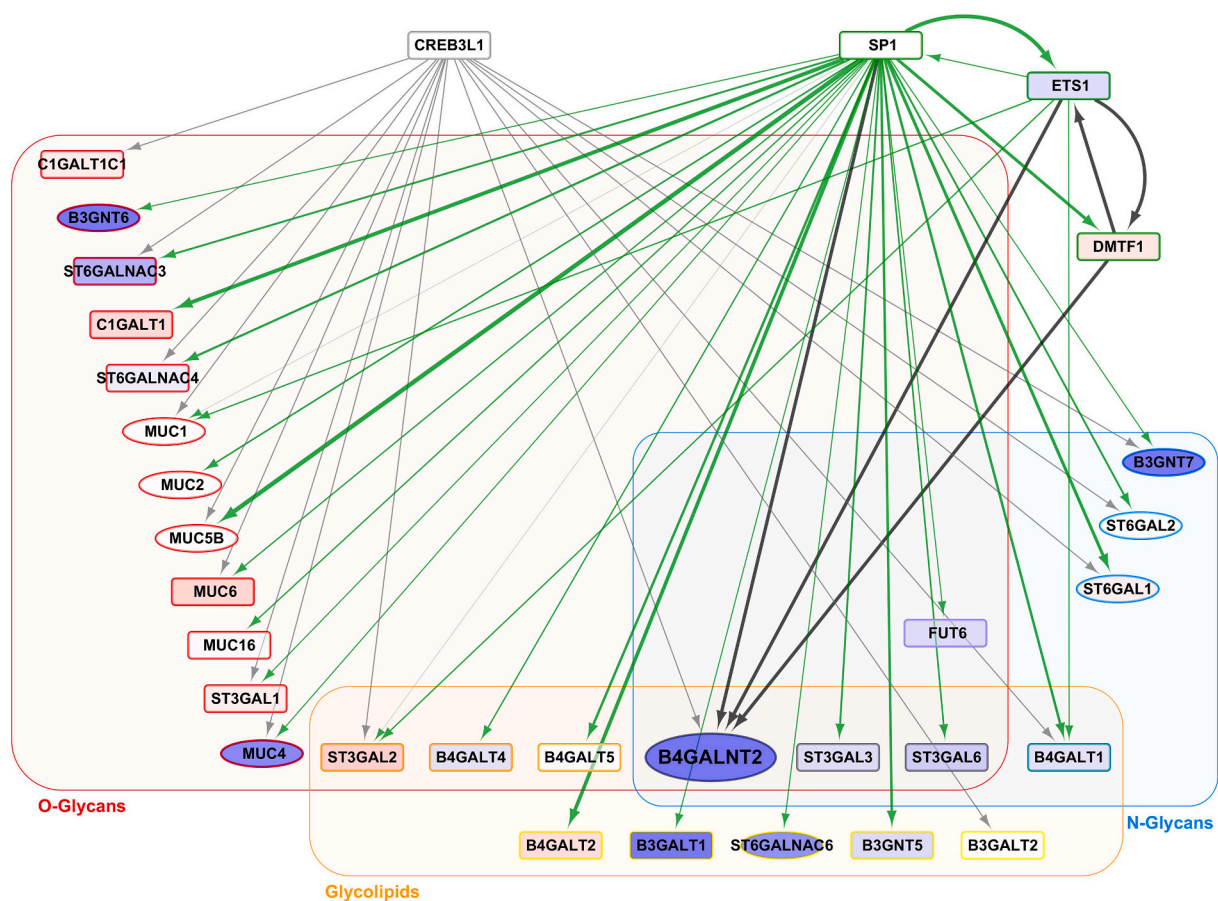 CREB3L1
SP1
ETS1
C1GALT1C1
B3GNT6
DMTF1
ST6GALNAC3
C1GALT1
ST6GALNAC4
MUC1
B3GNT7
MUC2
ST6GAL2
MUC5B
MUC6
ST6GAL1
FUT6
MUC16
ST3GAL1
MUC4
ST3GAL2
B4GALT4
B4GALT5
B4GALNT2
ST3GAL3
ST3GAL6
B4GALT1
O-Glycans
N-Glycans
B4GALT2
B3GALT1
ST6GALNAC6
B3GNT5
B3GALT2
Glycolipids